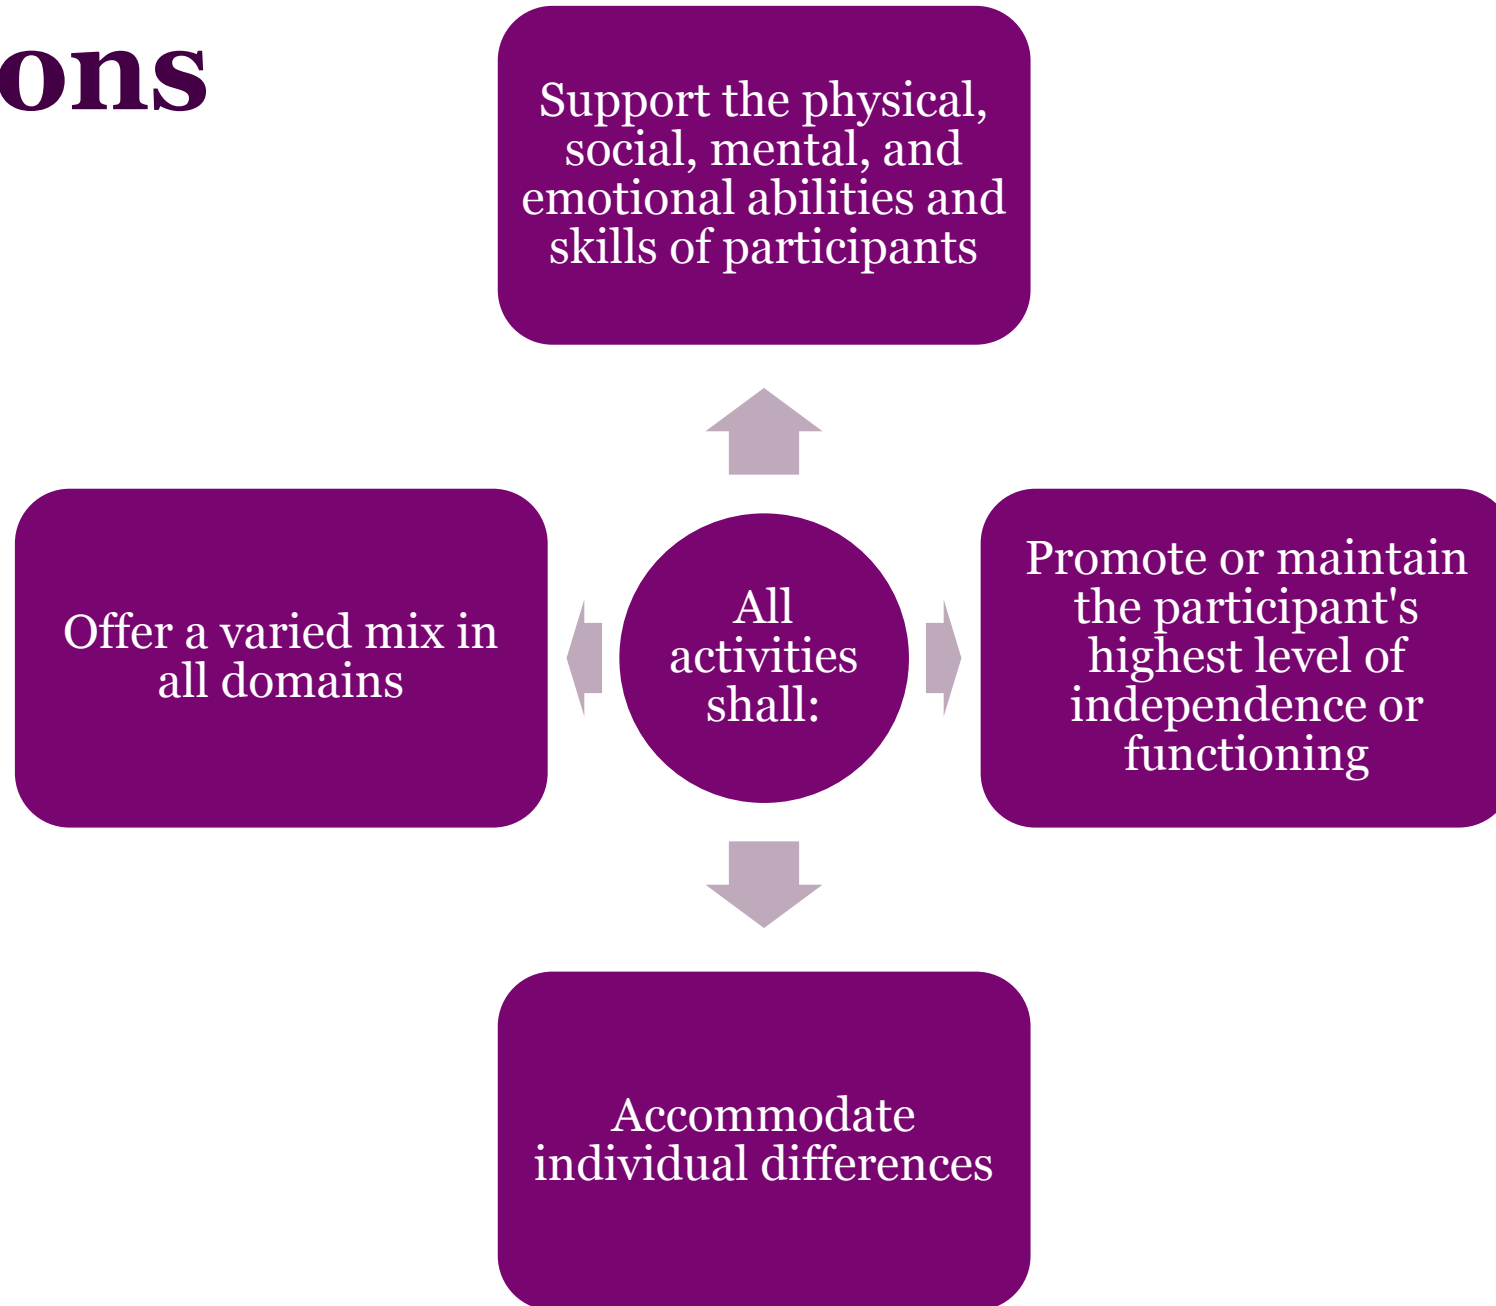 ons
Support the physical,
social, mental, and
emotional abilities and
skills of participants
Offer a varied mix in
all domains
All
activities
shall:
Promote or maintain
the participant's
highest level of
independence or
functioning
Accommodate
individual differences